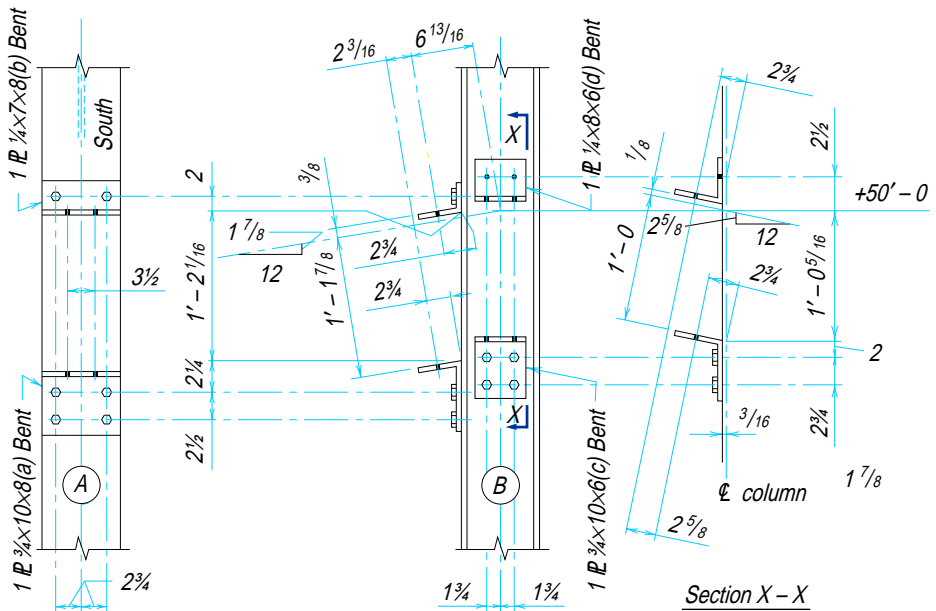 1 PL ¼×7×8(b) Bent
South
2
1′ – 2 1/16
3½
2¼
2½
1 PL ¾×10×8(a) Bent
A
2¾
2 3/16
6 13/16
3/8
1 7/8
12
2¾
2¾
1′ – 1 7/8
X
X
B
1¾
1¾
1 PL ¼×8×6(d) Bent
1 PL ¾×10×6(c) Bent
2¾
2½
1/8
+50′ – 0
2 5/8
12
1′ – 0
1′ – 0 5/16
2¾
2
3/16
2¾
CL column
1 7/8
2 5/8
Section X – X